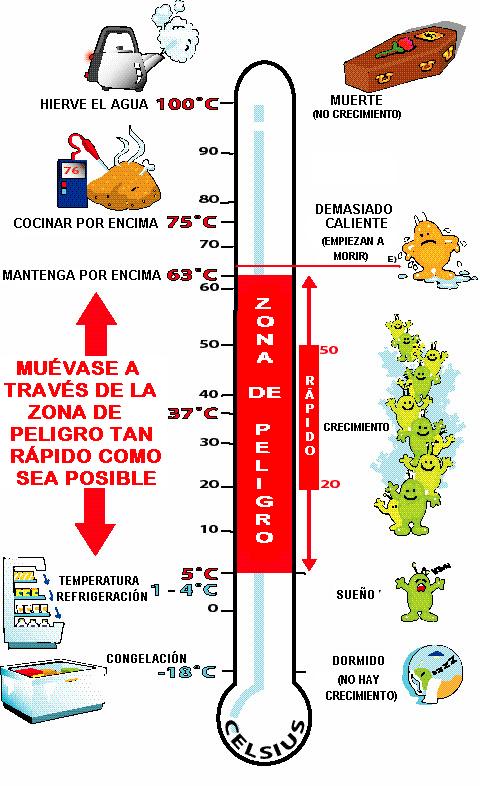 HIERVE EL AGUA 100°C
MUERTE
(NO CRECIMIENTO)
90
76
80
COCINAR POR ENCIMA 75°C
DEMASIADO
CALIENTE
(EMPIEZAN A
MORIR)
E)
70
MANTENGA POR ENCIMA 63°C
60
ZONA DE PELIGRO
RÁPIDO
50
50
MUÉVASE A
TRAVÉS DE LA
ZONA DE
PELIGRO TAN
RÁPIDO COMO
SEA POSIBLE
40
37°C
CRECIMIENTO
30
20
20
10
5°C
TEMPERATURA
REFRIGERACIÓN 1 - 4°C
SUEÑO '
0
CONGELACIÓN
-18°C
DORMIDO
(NO HAY
CRECIMIENTO)
zzzz
CELSIUS